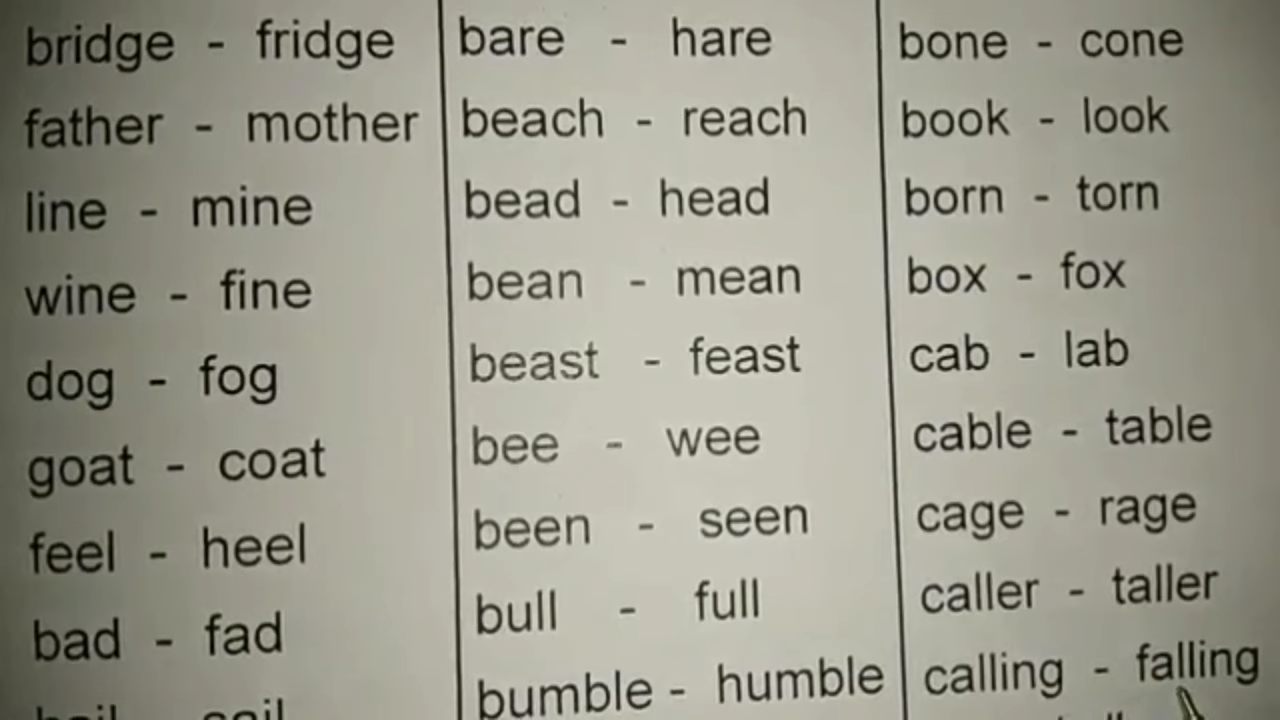 bridge - fridge
father - mother
line - mine
wine - fine
dog - fog
goat - coat
feel - heel
bad - fad
bare - hare
beach - reach
bead - head
bean - mean
beast - feast
bee - wee
been - seen
bull - full
bumble - humble
bone - cone
book - look
born - torn
box - fox
cab - lab
cable - table
cage - rage
caller - taller
calling - falling